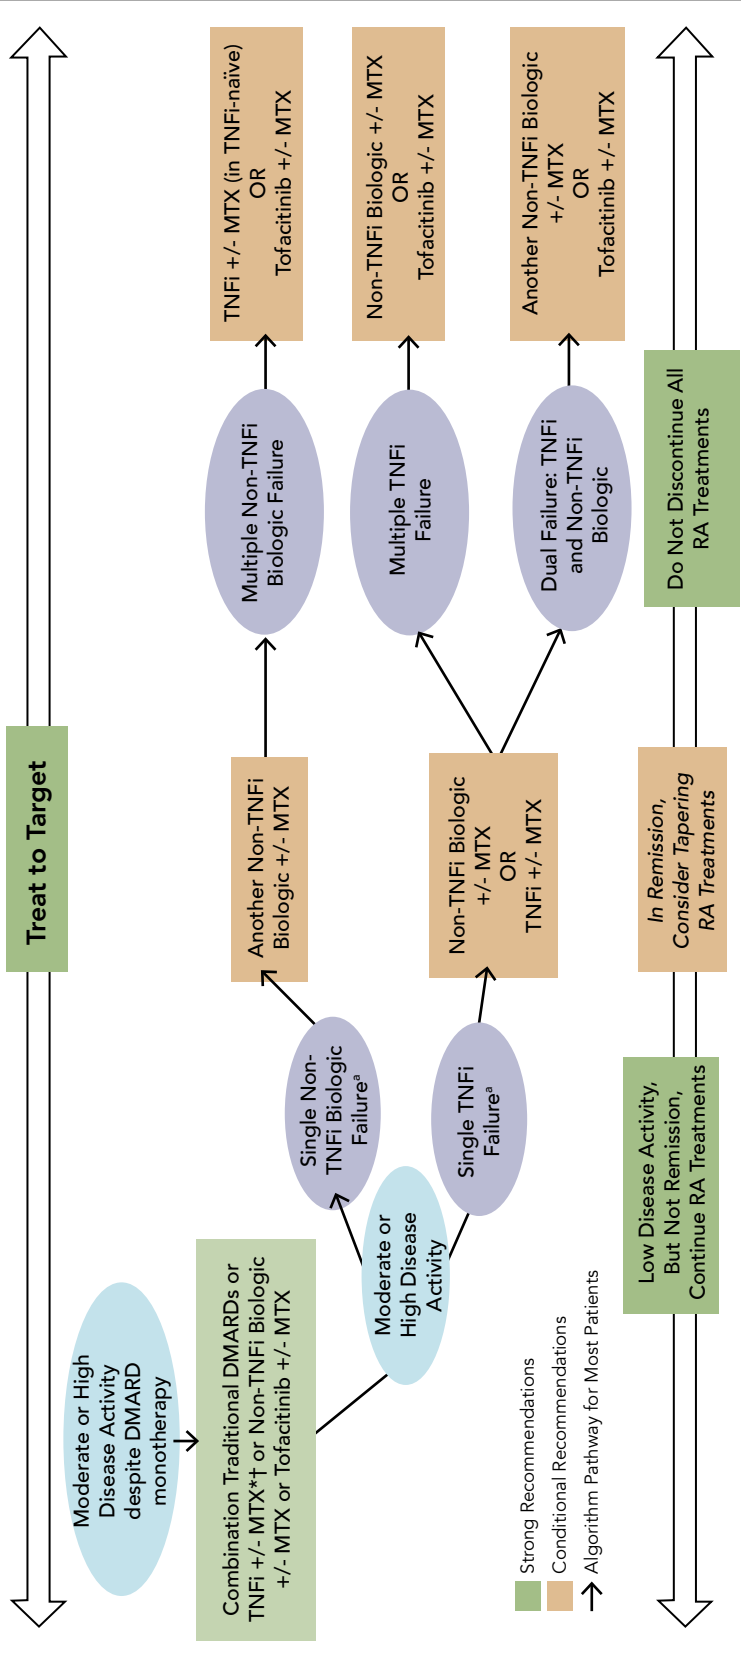 Treat to Target
Moderate or High
Disease Activity
despite DMARD
monotherapy
Combination Traditional DMARDs or
TNFi +/- MTX*† or Non-TNFi Biologic
+/- MTX or Tofacitinib +/- MTX
Moderate or
High Disease
Activity
Single Non-
TNFi Biologic
Failureª
Another Non-TNFi
Biologic +/- MTX
Multiple Non-TNFi
Biologic Failure
TNFi +/- MTX (in TNFi-naïve)
OR
Tofacitinib +/- MTX
Single TNFi
Failureª
Non-TNFi Biologic
+/- MTX
OR
TNFi +/- MTX
Multiple TNFi
Failure
Non-TNFi Biologic +/- MTX
OR
Tofacitinib +/- MTX
Dual Failure: TNFi
and Non-TNFi
Biologic
Another Non-TNFi Biologic
+/- MTX
OR
Tofacitinib +/- MTX
Strong Recommendations
Conditional Recommendations
Algorithm Pathway for Most Patients
Low Disease Activity,
But Not Remission,
Continue RA Treatments
In Remission,
Consider Tapering
RA Treatments
Do Not Discontinue All
RA Treatments